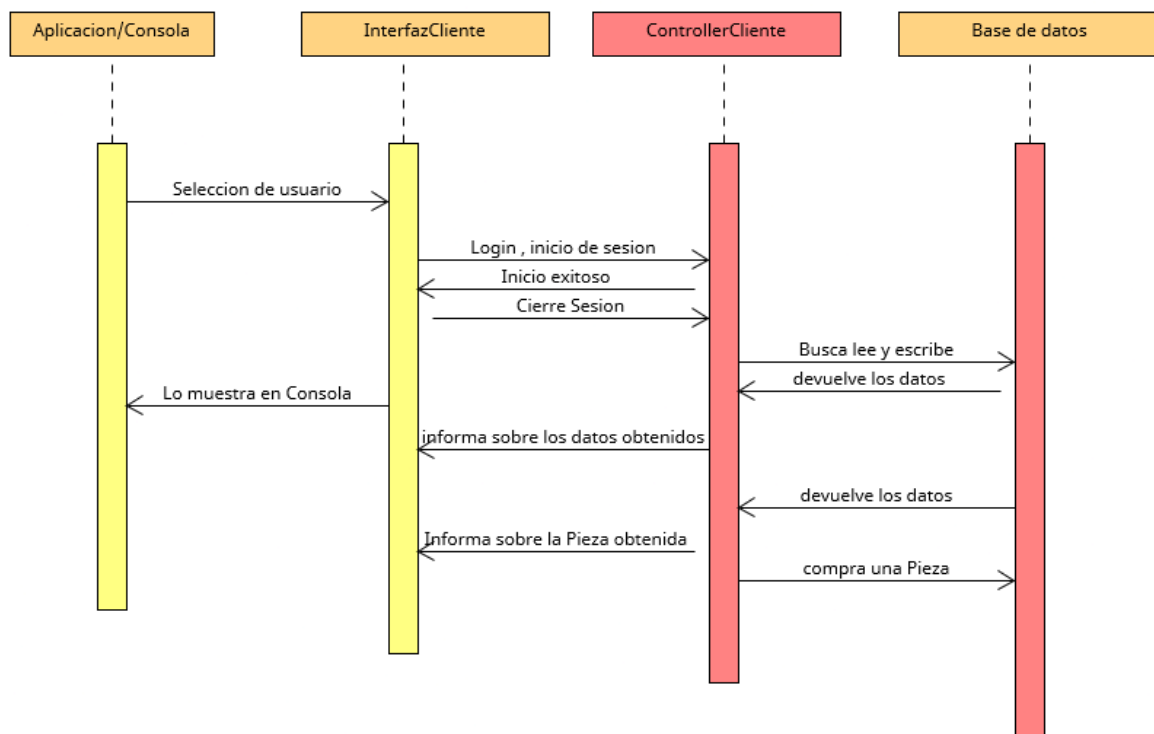 Aplicacion/Consola
InterfazCliente
ControllerCliente
Base de datos
Seleccion de usuario
Login , inicio de sesion
Inicio exitoso
Cierre Sesion
Busca lee y escribe
devuelve los datos
Lo muestra en Consola
informa sobre los datos obtenidos
devuelve los datos
Informa sobre la Pieza obtenida
compra una Pieza